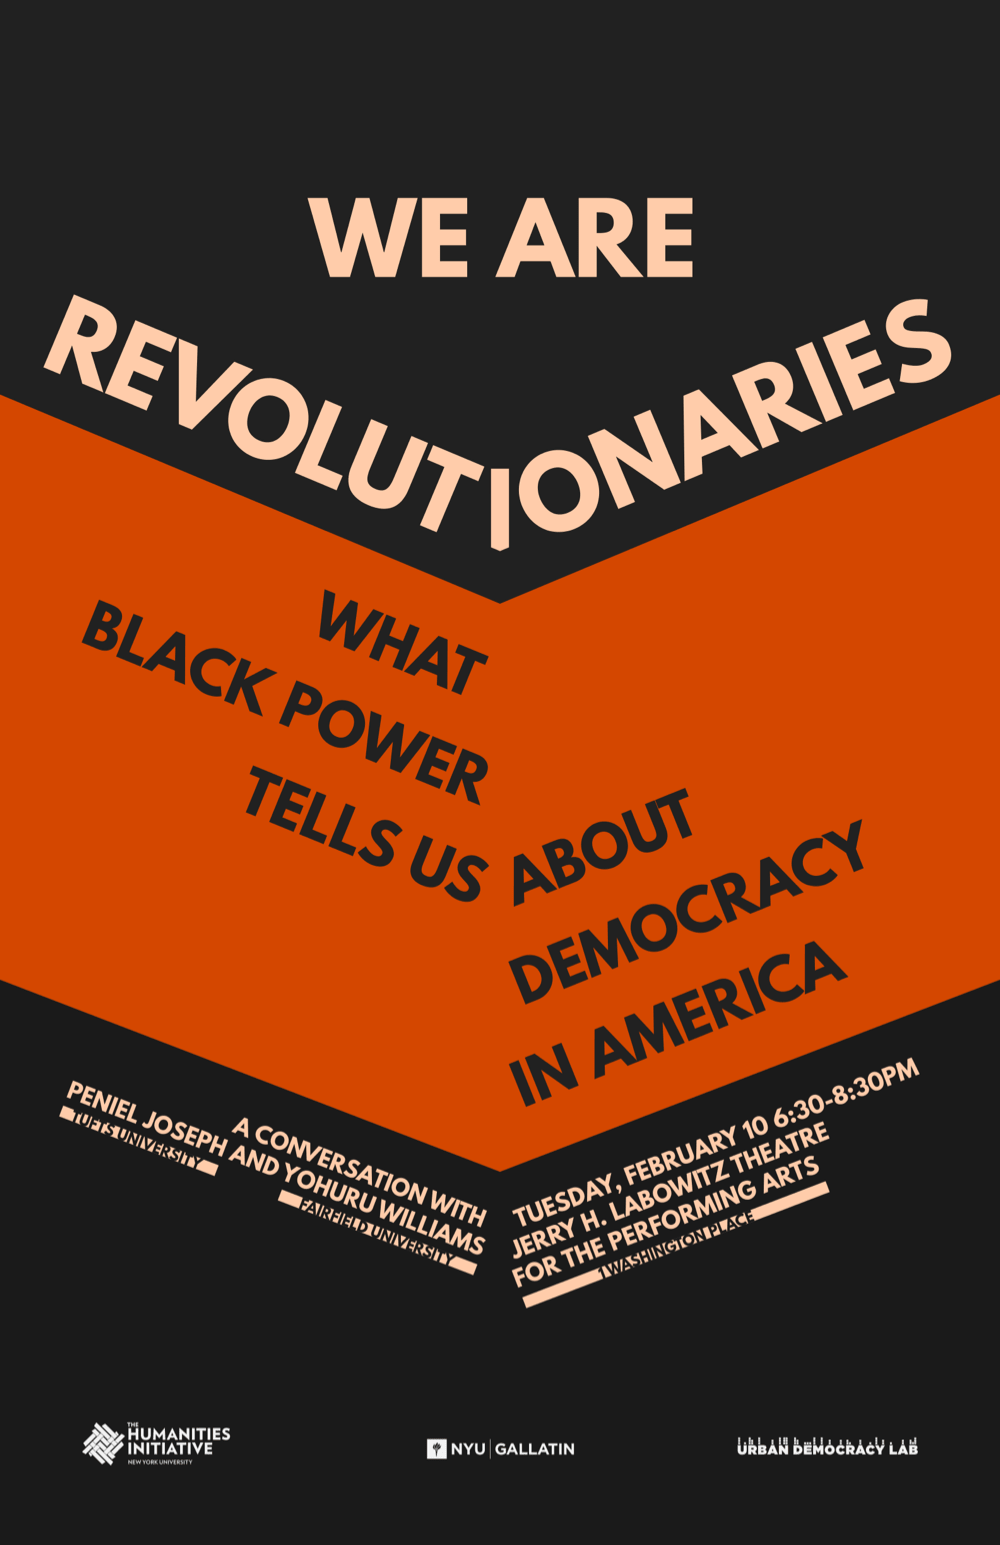 WE ARE
REVOLUTIONARIES
WHAT
BLACK POWER
TELLS US
ABOUT
DEMOCRACY
IN AMERICA
A CONVERSATION WITH
PENIEL JOSEPH AND YOHURU WILLIAMS
TUFTS UNIVERSITY
FAIRFIELD UNIVERSITY
TUESDAY, FEBRUARY 10 6:30-8:30PM
JERRY H. LABOWITZ THEATRE
FOR THE PERFORMING ARTS
1 WASHINGTON PLACE
THE
HUMANITIES
INITIATIVE
NEW YORK UNIVERSITY
NYU | GALLATIN
URBAN DEMOCRACY LAB